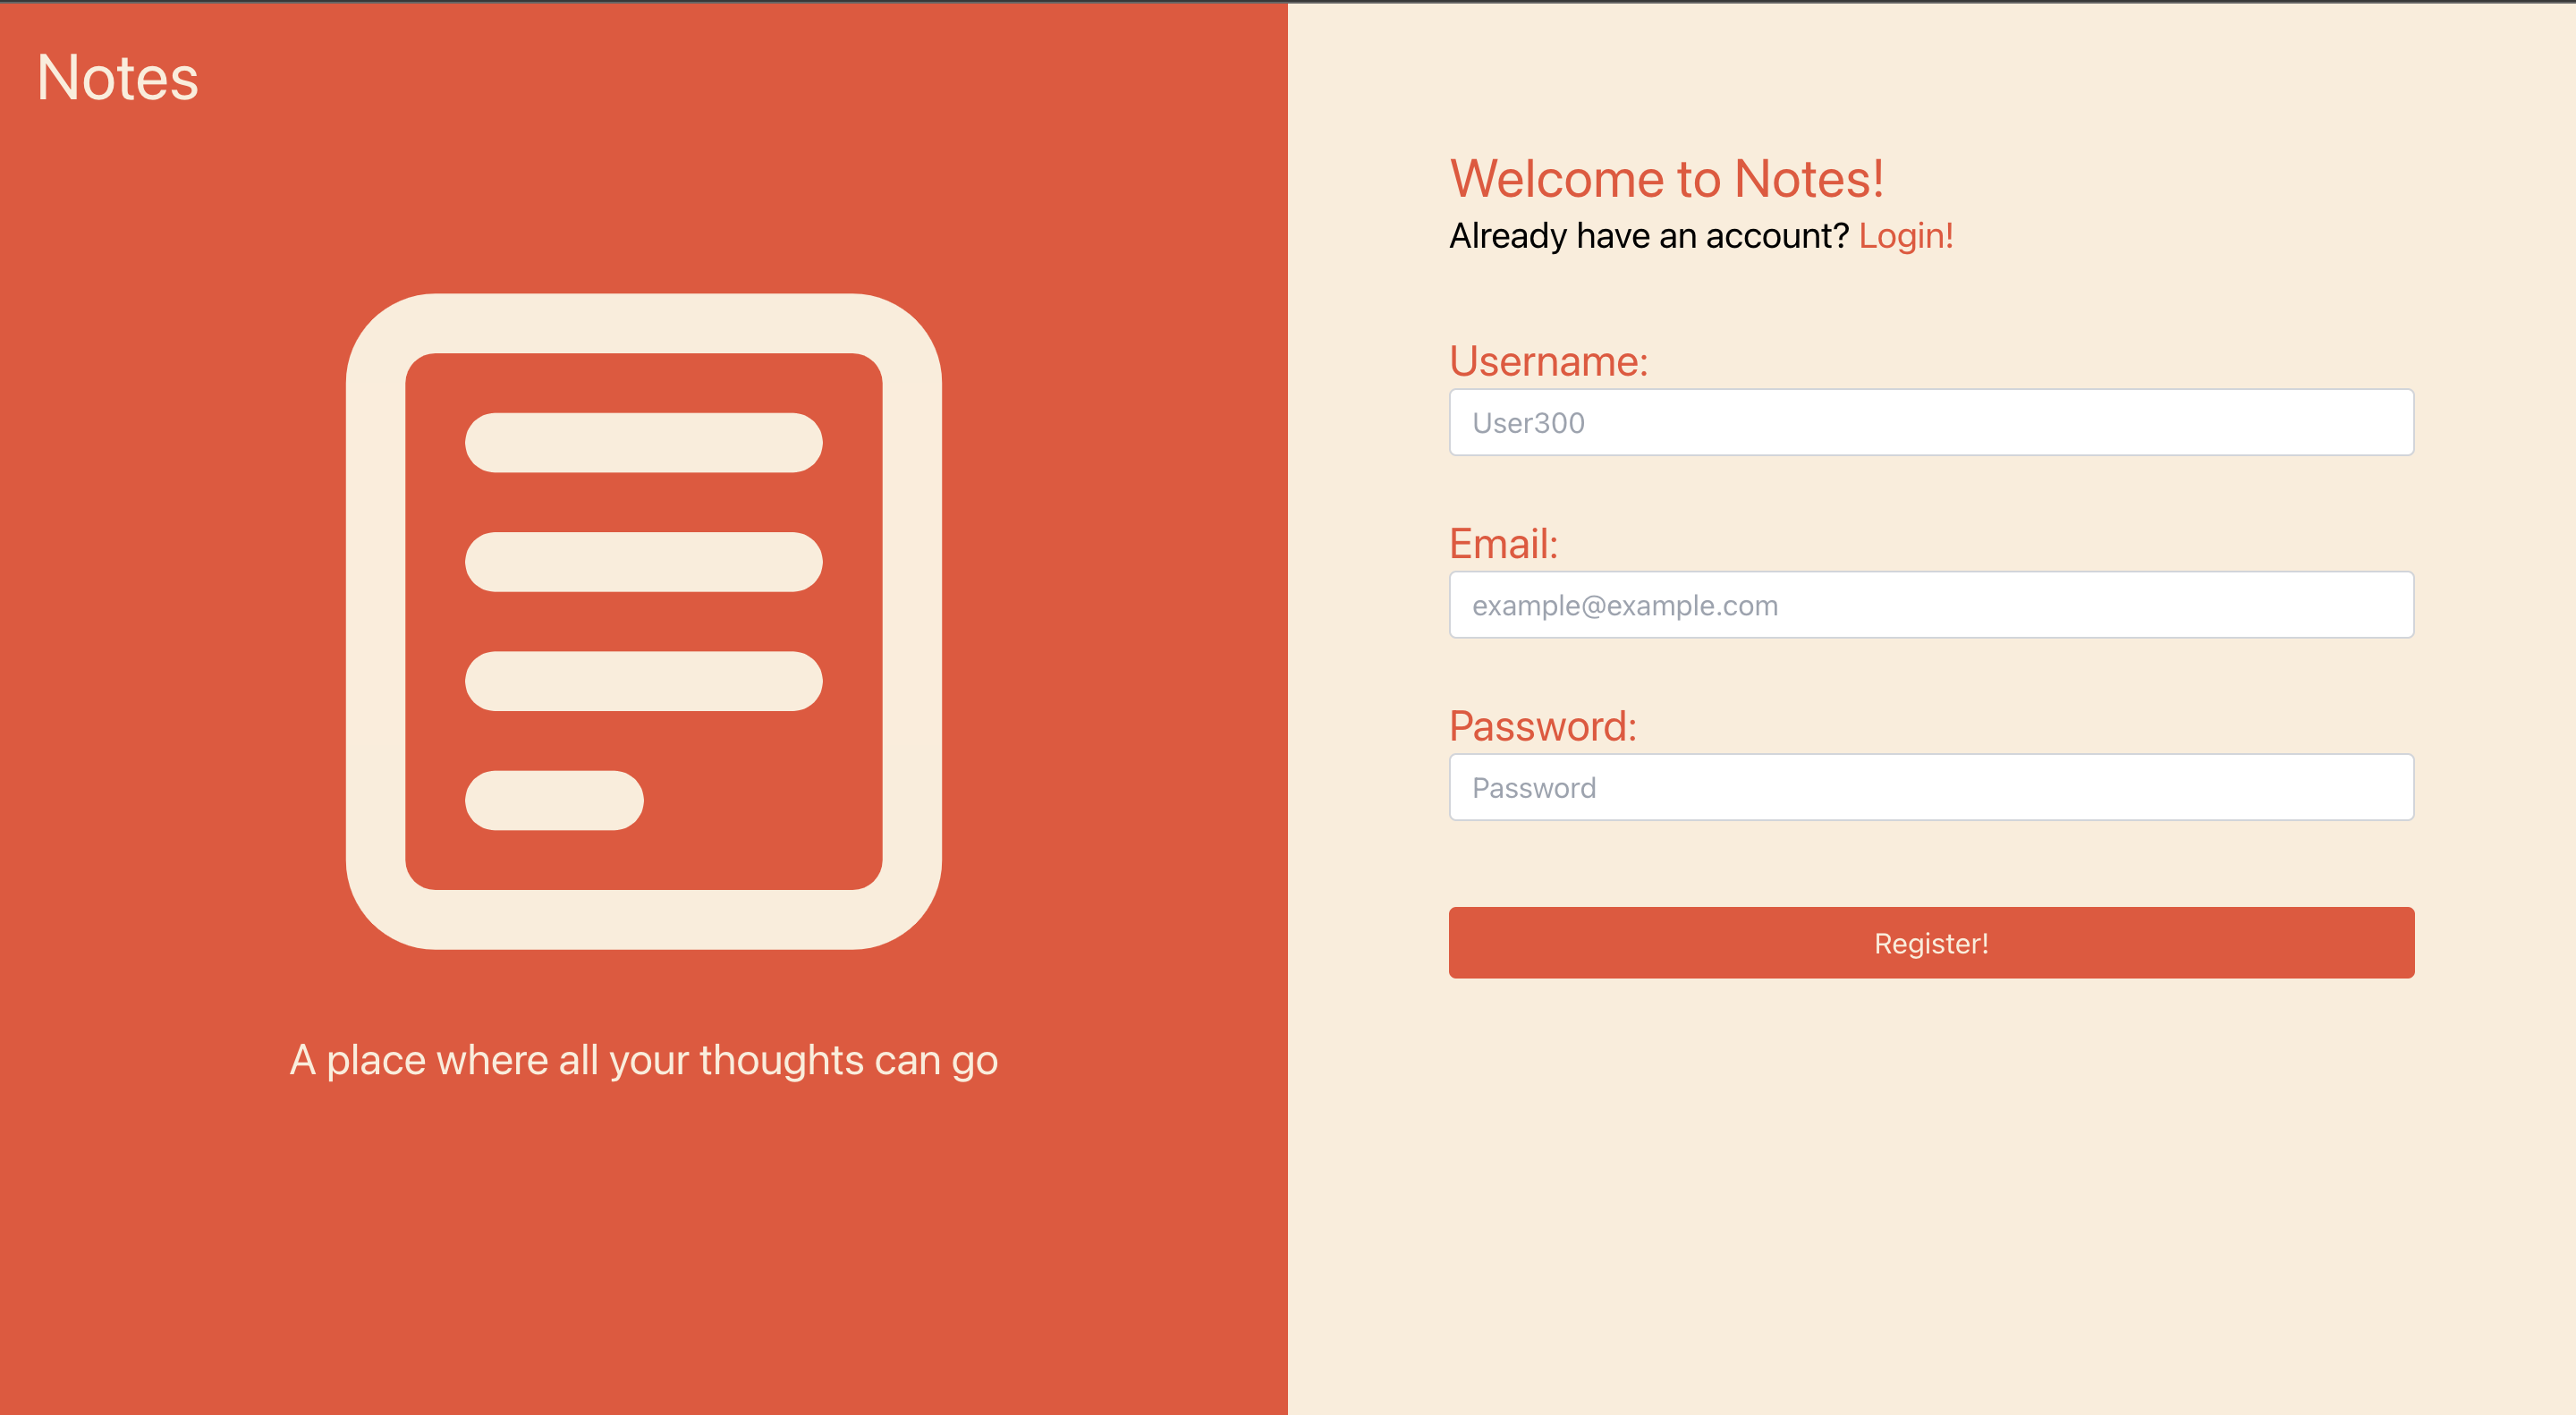 Notes
A place where all your thoughts can go
Welcome to Notes!
Already have an account? Login!
Username:
User300
Email:
example@example.com
Password:
Password
Register!